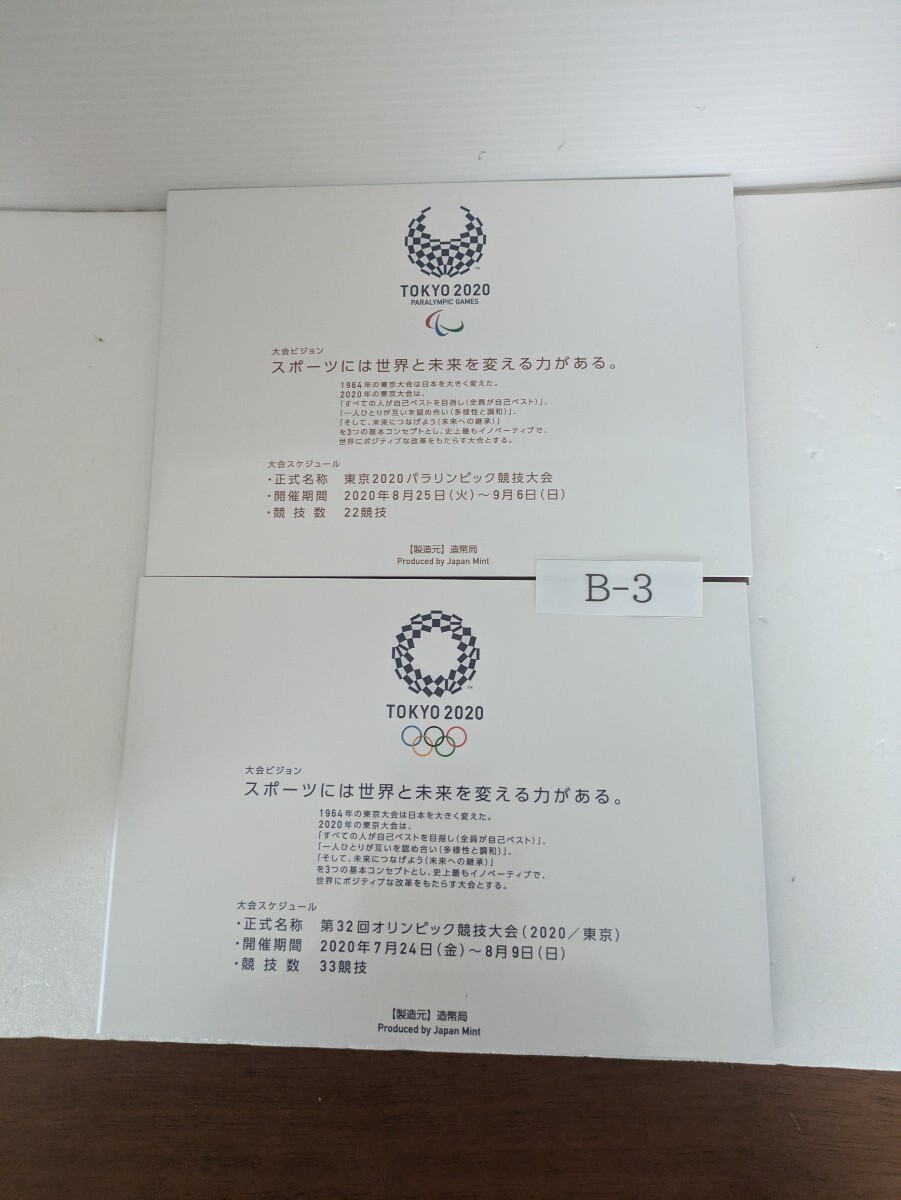 TOKYO 2020
PARALYMPIC GAMES
大会ビジョン
スポーツには世界と未来を変える力がある。
1964年の東京大会は日本を大きく変えた。
2020年の東京大会は、
「すべての人が自己ベストを目指し(全員が自己ベスト)」、
「一人ひとりが互いを認め合い(多様性と調和)」、
「そして、未来につなげよう(未来への継承)」
を3つの基本コンセプトとし、史上最もイノベーティブで、
世界にポジティブな改革をもたらす大会とする。
大会スケジュール
・正式名称 東京2020パラリンピック競技大会
・開催期間 2020年8月25日(火)～9月6日(日)
・競技数 22競技
【製造元】造幣局
Produced by Japan Mint
B-3
TM
TOKYO 2020
大会ビジョン
スポーツには世界と未来を変える力がある。
1964年の東京大会は日本を大きく変えた。
2020年の東京大会は、
「すべての人が自己ベストを目指し(全員が自己ベスト)」、
「一人ひとりが互いを認め合い(多様性と調和)」、
「そして、未来につなげよう(未来への継承)」
を3つの基本コンセプトとし、史上最もイノベーティブで、
世界にポジティブな改革をもたらす大会とする。
大会スケジュール
・正式名称 第32回オリンピック競技大会(2020／東京)
・開催期間 2020年7月24日(金)～8月9日(日)
・競技数 33競技
【製造元】造幣局
Produced by Japan Mint